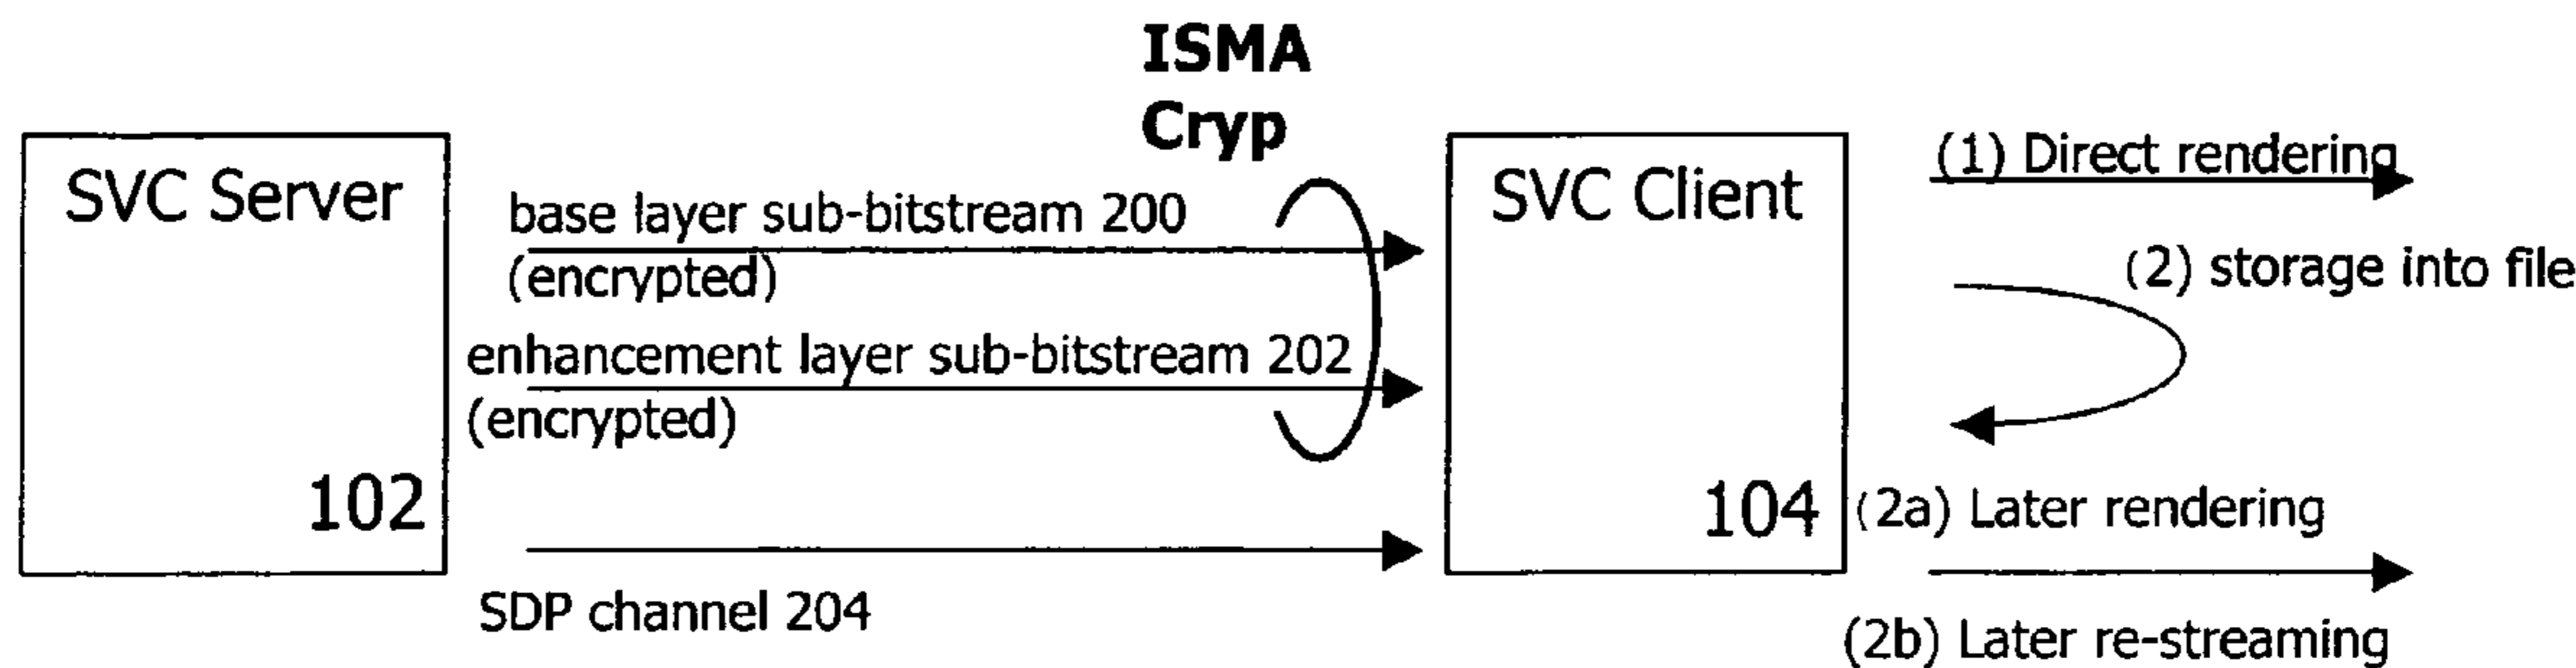 ISMA
Cryp
SVC Server
102
base layer sub-bitstream 200
(encrypted)
enhancement layer sub-bitstream 202
(encrypted)
SDP channel 204
SVC Client
104
(1) Direct rendering
(2) storage into file
(2a) Later rendering
(2b) Later re-streaming